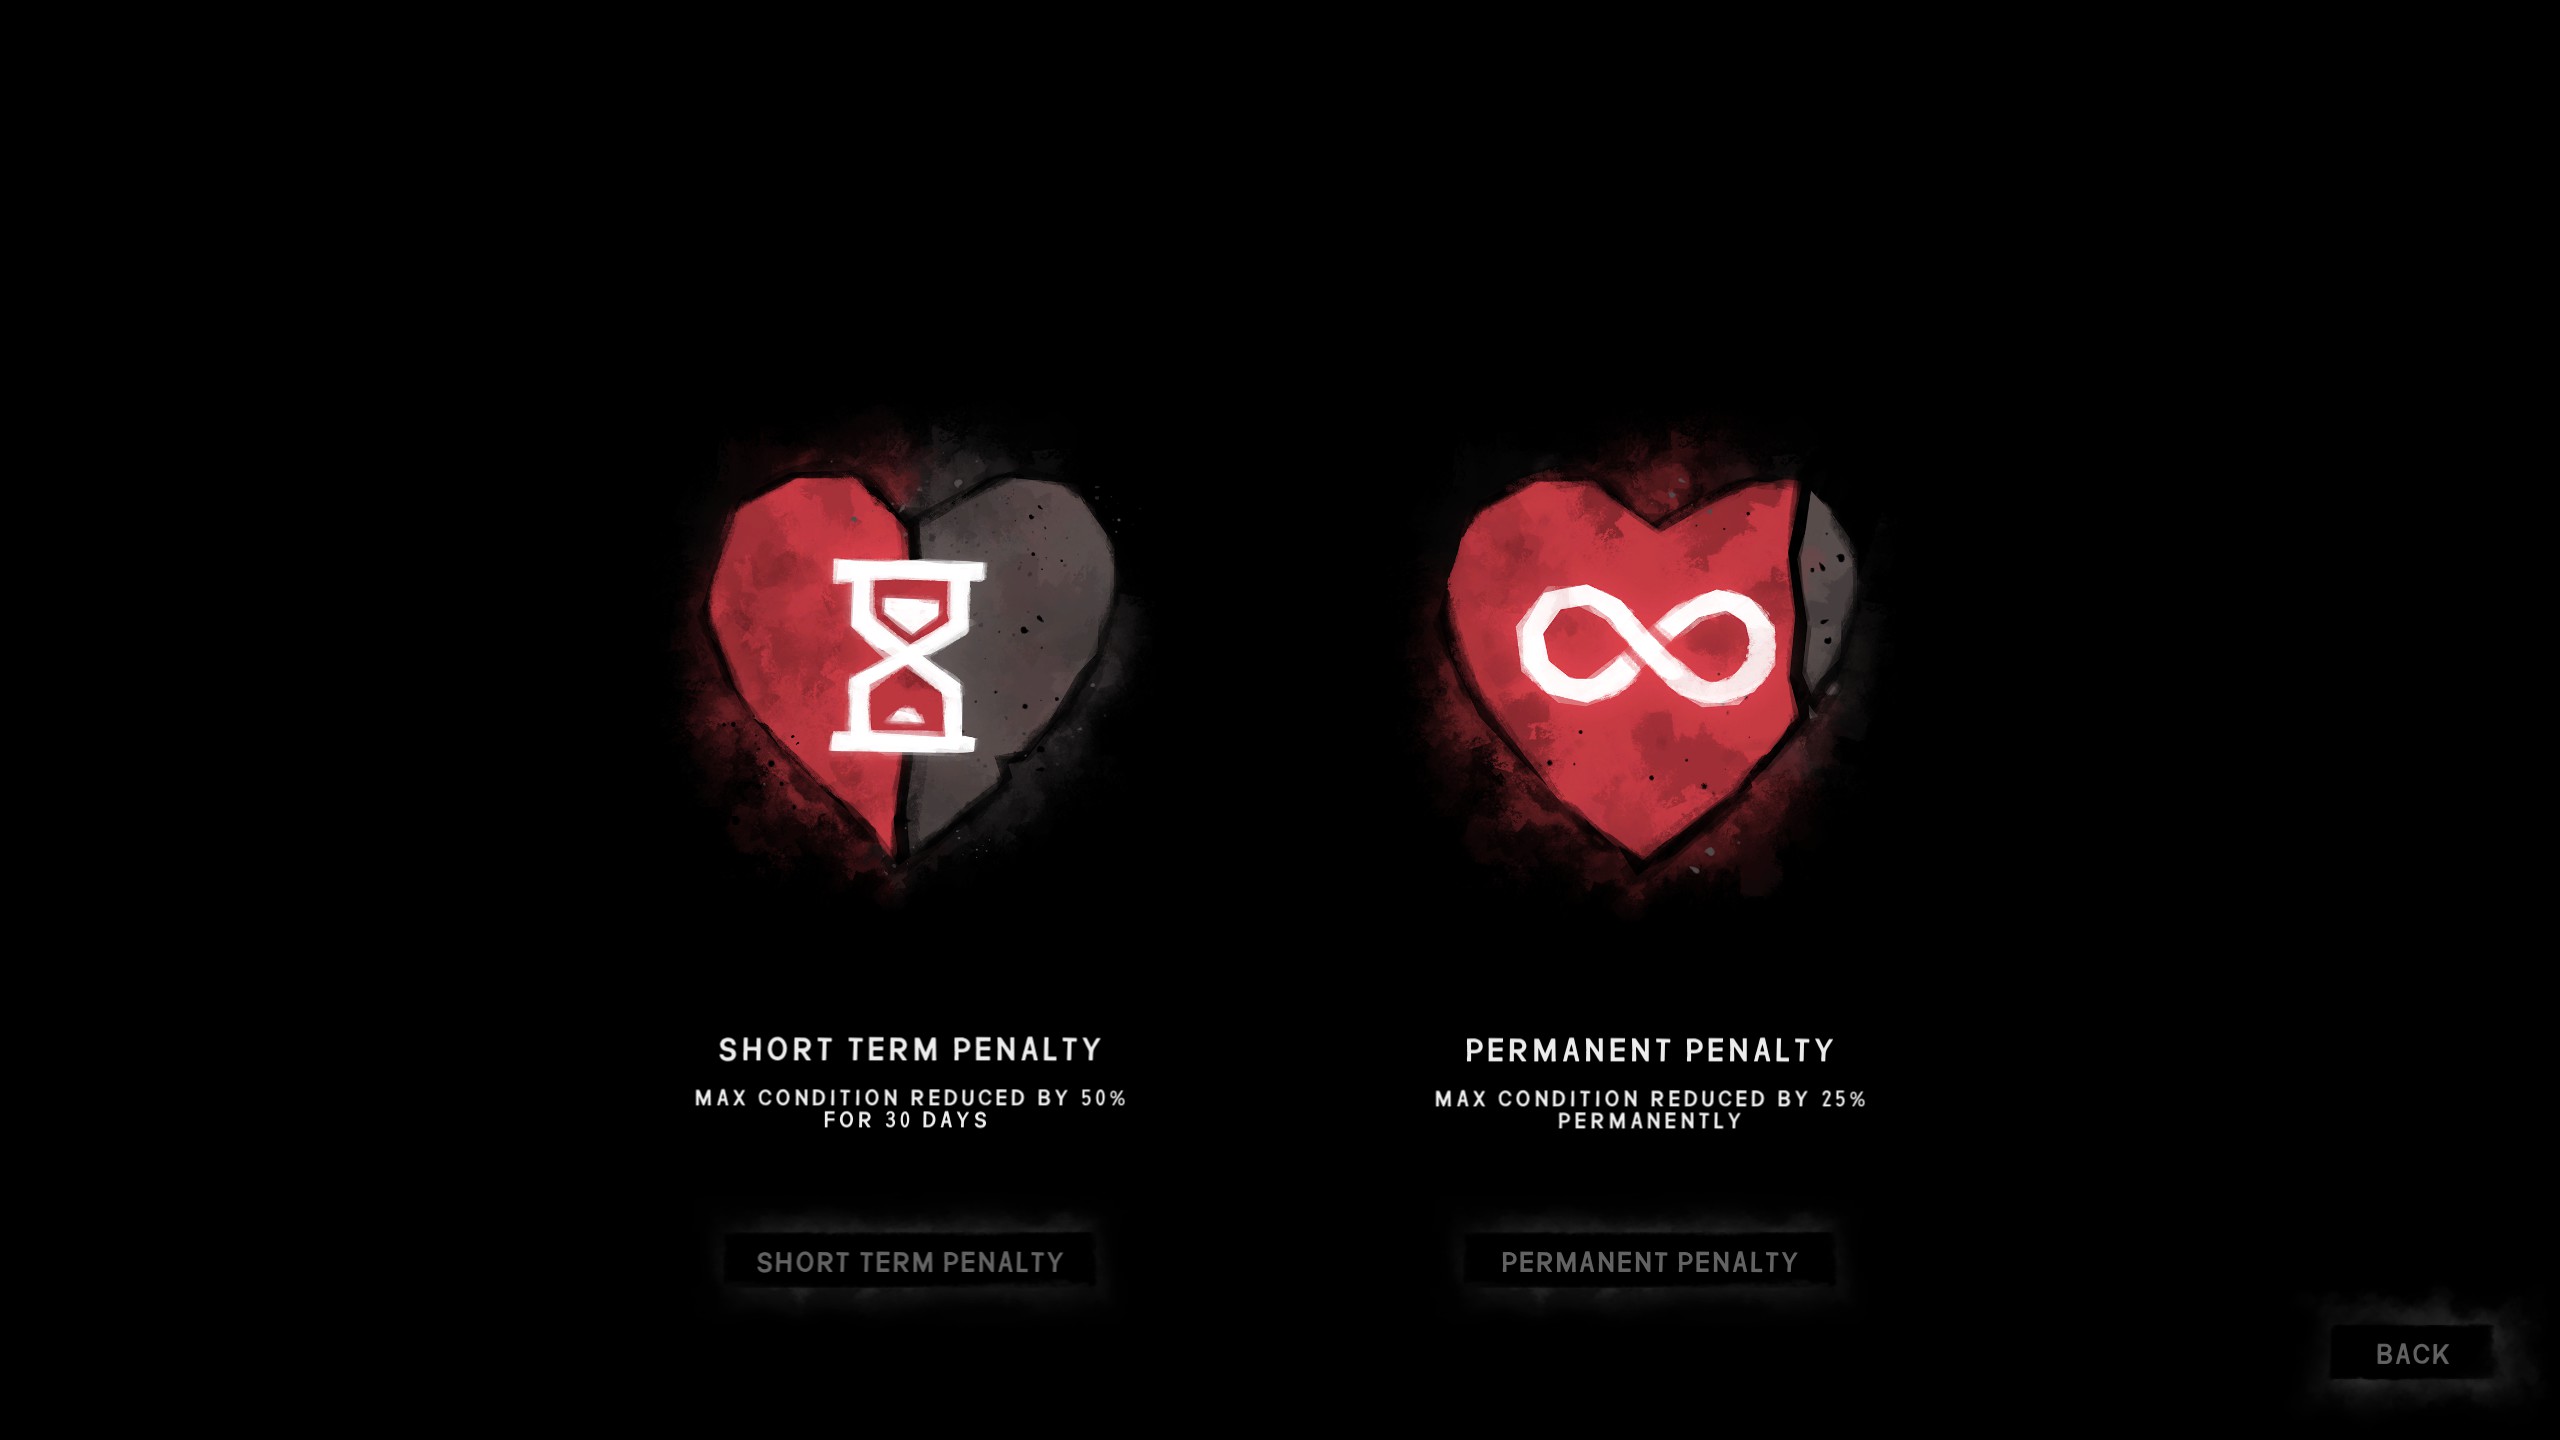 SHORT TERM PENALTY
MAX CONDITION REDUCED BY 50%
FOR 30 DAYS
SHORT TERM PENALTY
PERMANENT PENALTY
MAX CONDITION REDUCED BY 25%
PERMANENTLY
PERMANENT PENALTY
BACK